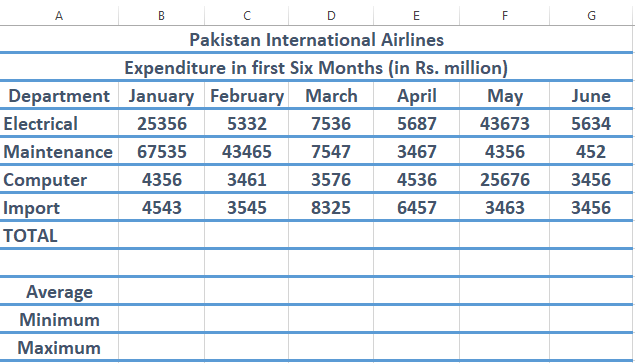 A B C D E F G
Pakistan International Airlines
Expenditure in first Six Months (in Rs. million)
Department January February March April May June
Electrical 25356 5332 7536 5687 43673 5634
Maintenance 67535 43465 7547 3467 4356 452
Computer 4356 3461 3576 4536 25676 3456
Import 4543 3545 8325 6457 3463 3456
TOTAL
Average
Minimum
Maximum